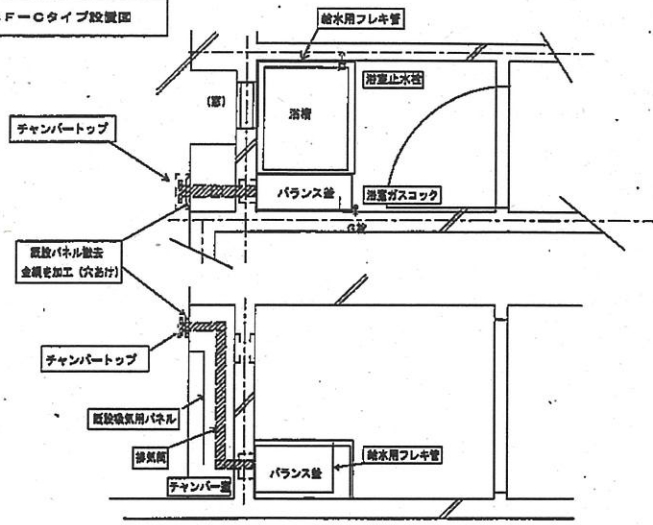 F-Cタイプ設置図
給水用フレキ管
浴室止水栓
(窓)
浴槽
チャンバートップ
バランス釜
浴室ガスコック
G栓
既設パネル撤去
金網を加工(穴あけ)
チャンバートップ
既設吸気用パネル
排気筒
チャンバー室
バランス釜
給水用フレキ管